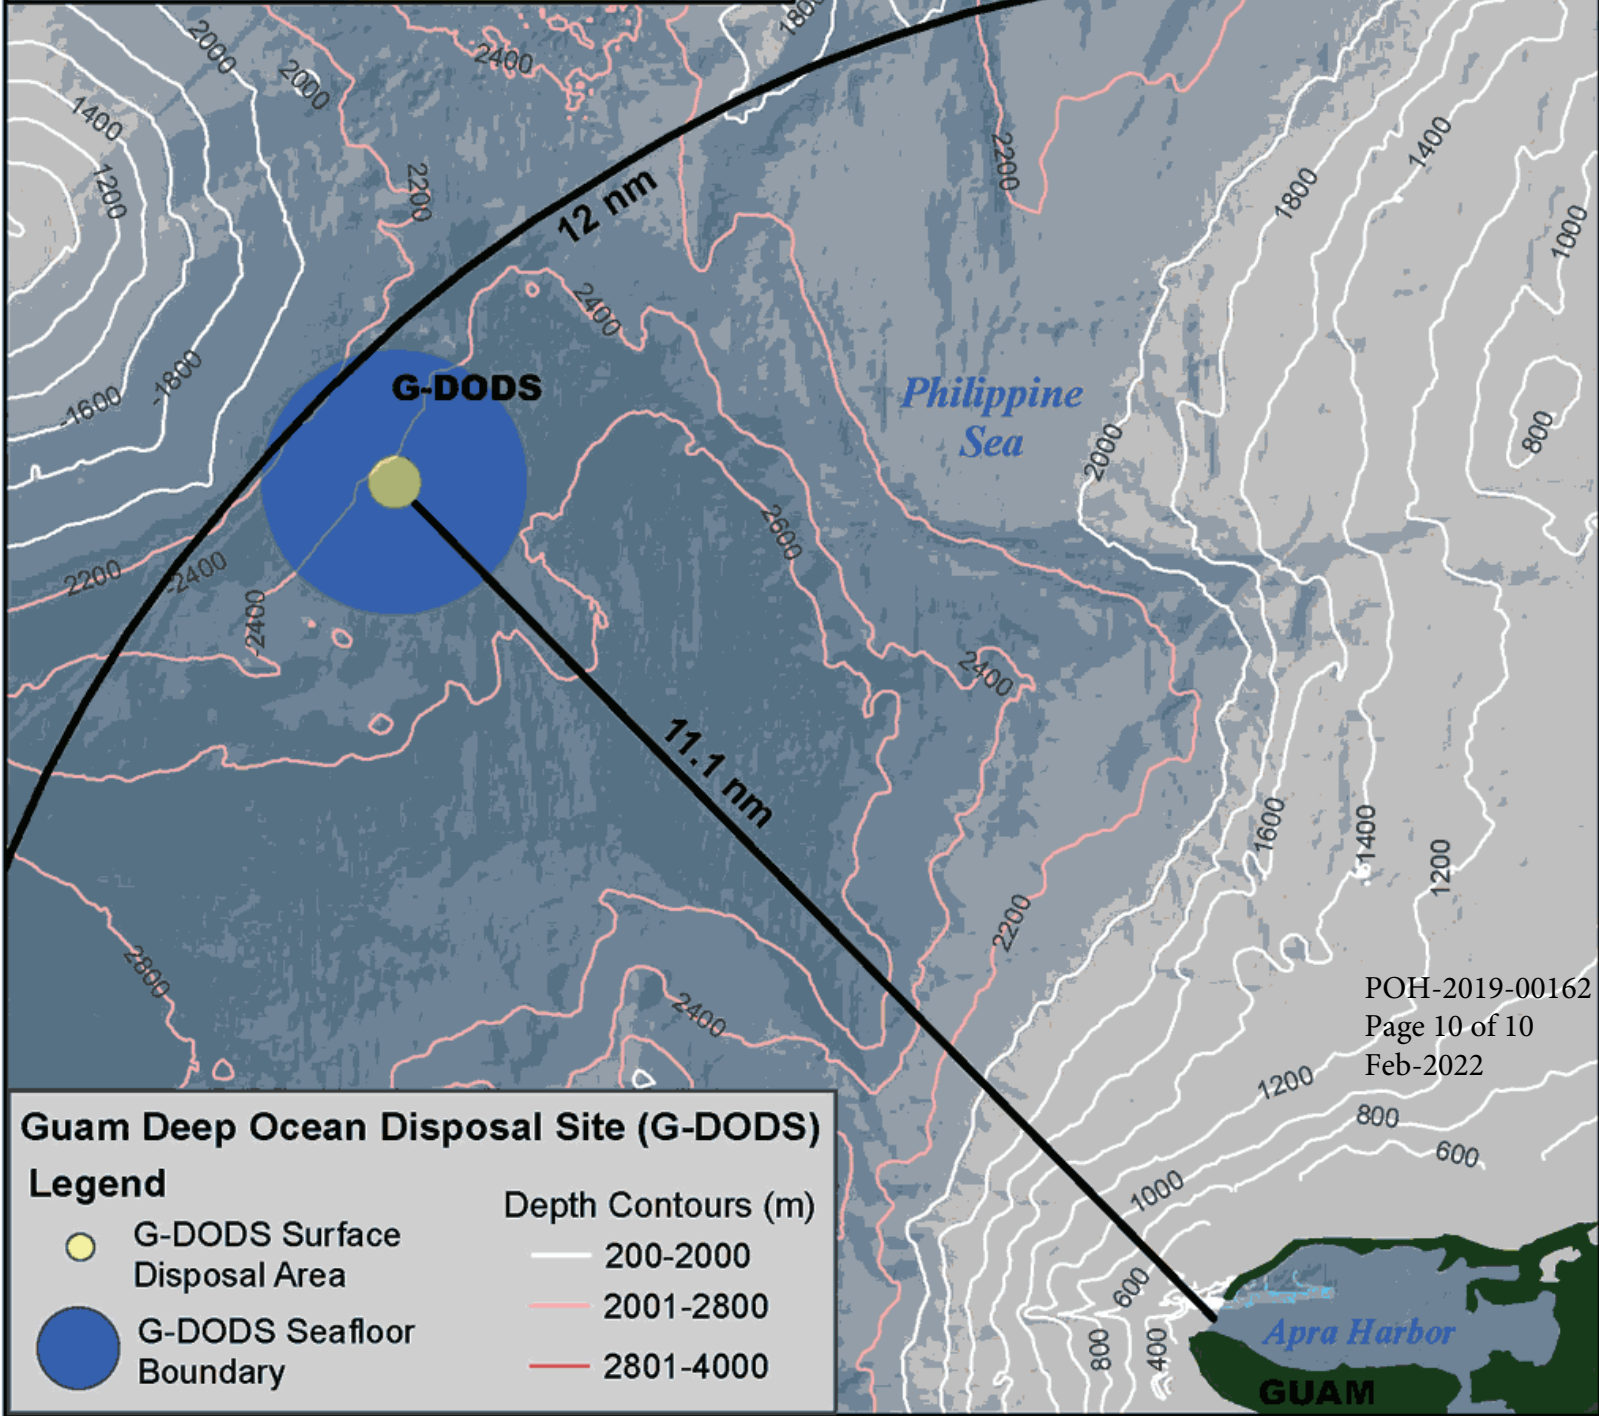 1800
2000
2000
2400
1400
1200
2200
2200
1400
1800
1000
12 nm
2400
-1800
-1600
G-DODS
Philippine
Sea
2000
800
2600
2200
-2400
-2400
2400
11.1 nm
1600
1400
1200
2200
2800
2400
POH-2019-00162
Page 10 of 10
Feb-2022
1200
800
600
1000
600
800
400
Apra Harbor
GUAM
Guam Deep Ocean Disposal Site (G-DODS)
Legend
G-DODS Surface
Disposal Area
G-DODS Seafloor
Boundary
Depth Contours (m)
200-2000
2001-2800
2801-4000